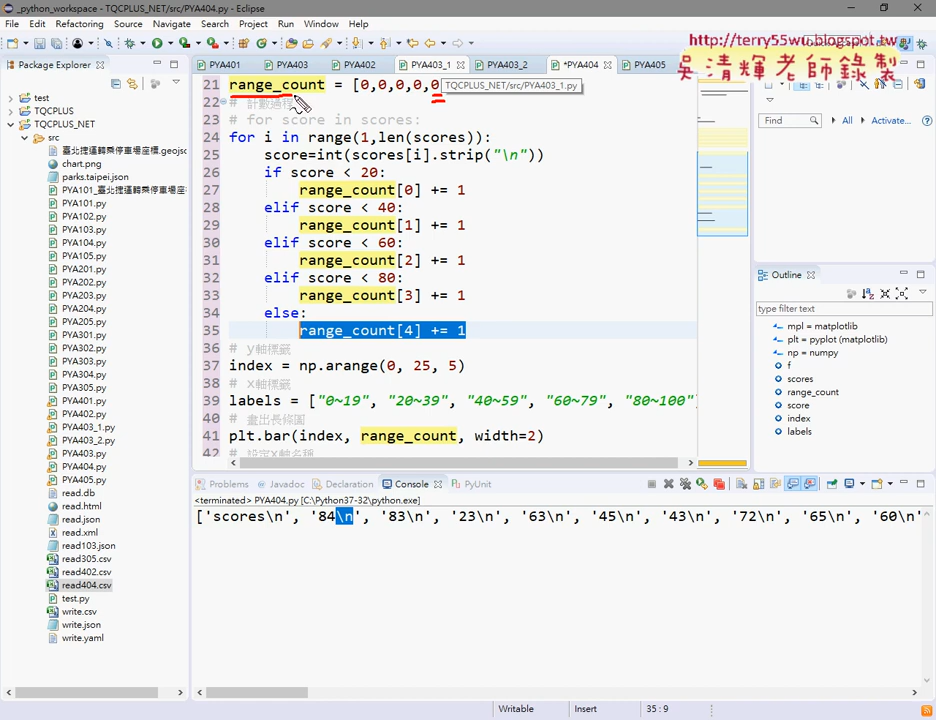 _python_workspace - TQCPLUS_NET/src/PYA404.py - Eclipse
File Edit Refactoring Source Navigate Search Project Run Window Help
http://terry55wu.blogspot.tw
吳清輝老師錄製
Package Explorer
test
TQCPLUS
TQCPLUS_NET
src
臺北捷運轉乘停車場座標.geojsc
chart.png
parks.taipei.json
PYA101_臺北捷運轉乘停車場座標
PYA101.py
PYA102.py
PYA103.py
PYA104.py
PYA105.py
PYA201.py
PYA202.py
PYA203.py
PYA204.py
PYA205.py
PYA301.py
PYA302.py
PYA303.py
PYA304.py
PYA305.py
PYA401.py
PYA402.py
PYA403_1.py
PYA403_2.py
PYA403.py
PYA404.py
PYA405.py
read.db
read.html
read.json
read.xml
read103.json
read305.csv
read402.csv
read404.csv
test.py
write.csv
write.json
write.yaml
PYA401 PYA403 PYA402 PYA403_1 PYA403_2 *PYA404 PYA405
TQCPLUS_NET/src/PYA403_1.py
21 range_count = [0,0,0,0,0
22 # 計數過程
23 # for score in scores:
24 for i in range(1,len(scores)):
25 score=int(scores[i].strip("\n"))
26 if score < 20:
27 range_count[0] += 1
28 elif score < 40:
29 range_count[1] += 1
30 elif score < 60:
31 range_count[2] += 1
32 elif score < 80:
33 range_count[3] += 1
34 else:
35 range_count[4] += 1
36 # y軸標籤
37 index = np.arange(0, 25, 5)
38 # x軸標籤
39 labels = ["0~19", "20~39", "40~59", "60~79", "80~100"]
40 # 畫出長條圖
41 plt.bar(index, range_count, width=2)
42 # 設定x軸名稱
Find All Activate...
Outline
type filter text
mpl = matplotlib
plt = pyplot (matplotlib)
np = numpy
f
scores
range_count
score
index
labels
Problems Javadoc Declaration Console PyUnit
<terminated> PYA404.py [C:\Python37-32\python.exe]
['scores\n', '84\n', '83\n', '23\n', '63\n', '45\n', '43\n', '72\n', '65\n', '60\n'
Writable Insert 35 : 9